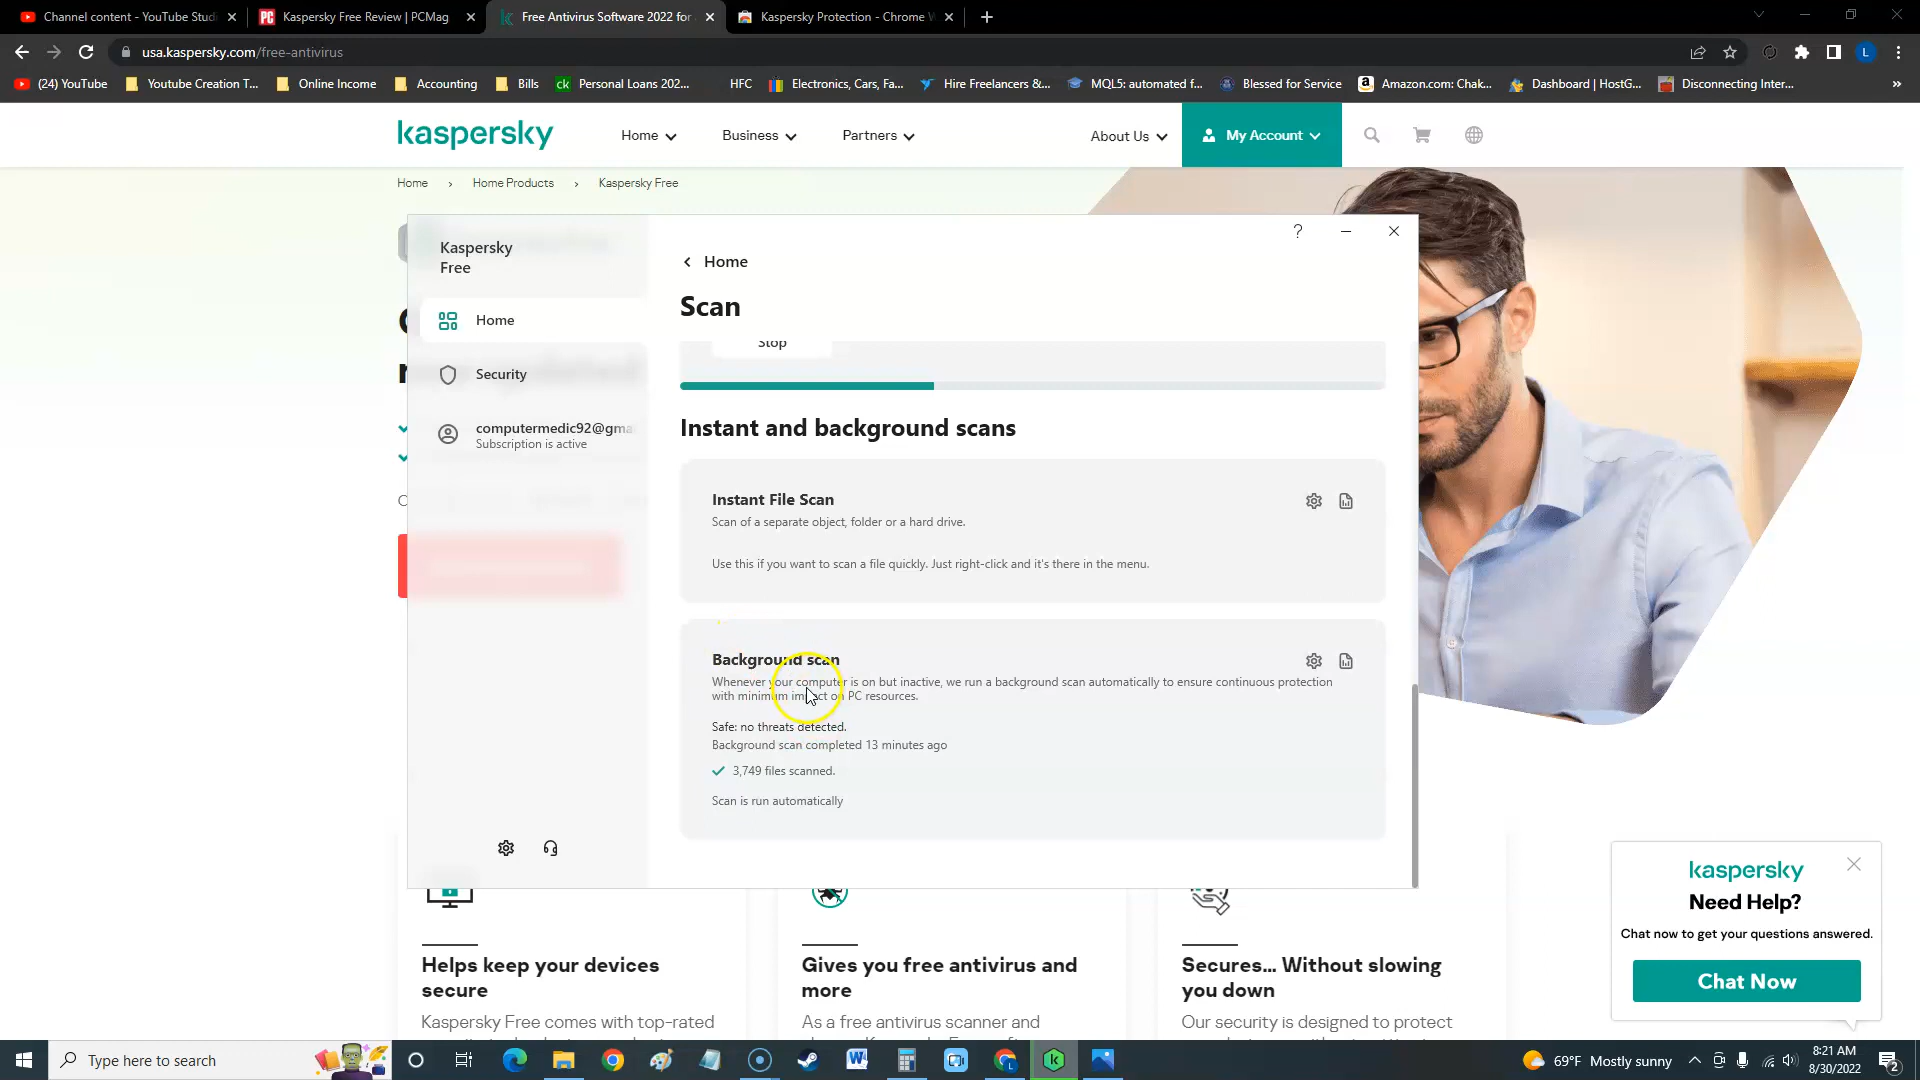 Channel content - YouTube Stud
Kaspersky Free Review | PCMag
Free Antivirus Software 2022 for
Kaspersky Protection - Chrome W
usa.kaspersky.com/free-antivirus
L
(24) YouTube
Youtube Creation T...
Online Income
Accounting
Bills
ck Personal Loans 202...
HFC
Electronics, Cars, Fa...
Hire Freelancers &...
MQL5: automated f...
Blessed for Service
Amazon.com: Chak...
Dashboard | HostG...
Disconnecting Inter...
»
kaspersky
Home
Business
Partners
About Us
My Account
Home › Home Products › Kaspersky Free
Kaspersky
Free
Home
Security
computermedic92@gma
Subscription is active
?
Home
Scan
Stop
Instant and background scans
Instant File Scan
Scan of a separate object, folder or a hard drive.
Use this if you want to scan a file quickly. Just right-click and it's there in the menu.
Background scan
Whenever your computer is on but inactive, we run a background scan automatically to ensure continuous protection
with minimum impact on PC resources.
Safe: no threats detected.
Background scan completed 13 minutes ago
3,749 files scanned.
Scan is run automatically
Helps keep your devices
secure
Kaspersky Free comes with top-rated
Gives you free antivirus and
more
As a free antivirus scanner and
Secures... Without slowing
you down
Our security is designed to protect
kaspersky
Need Help?
Chat now to get your questions answered.
Chat Now
Type here to search
69°F Mostly sunny
8:21 AM
8/30/2022
2